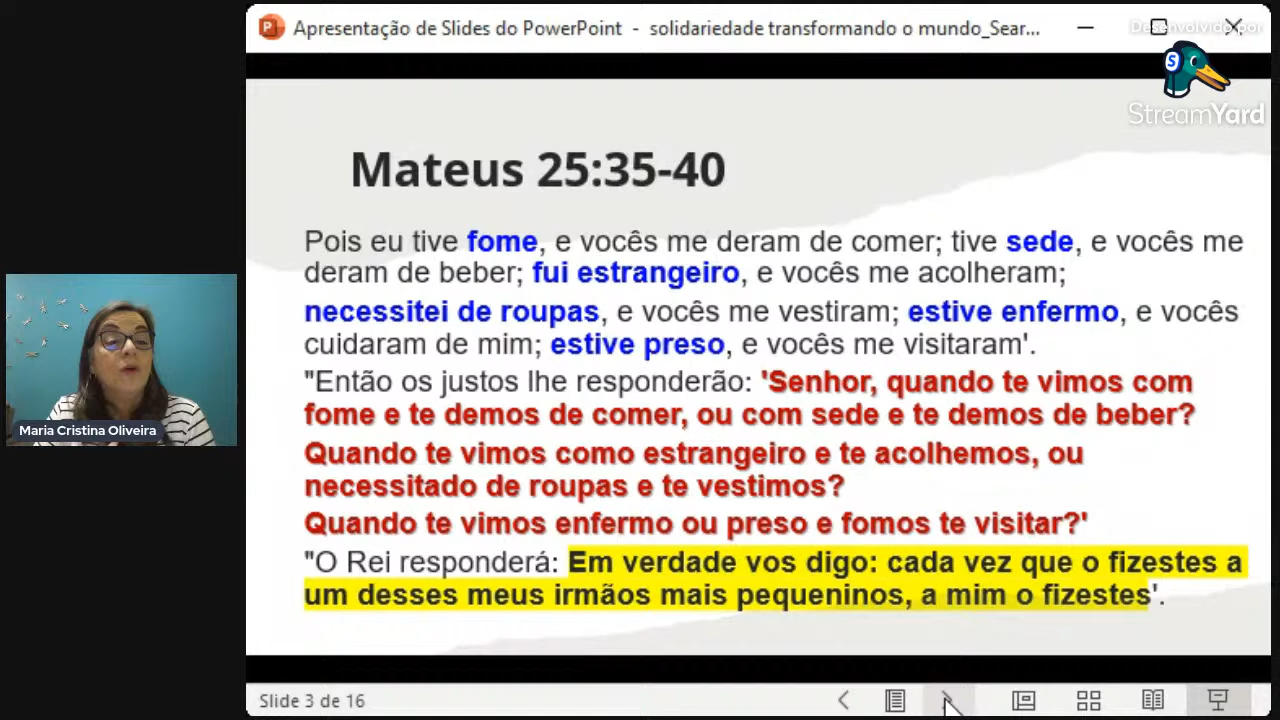 Apresentação de Slides do PowerPoint - solidariedade transformando o mundo_Sear...
Desenvolvido por
StreamYard
Mateus 25:35-40
Pois eu tive fome, e vocês me deram de comer; tive sede, e vocês me
deram de beber; fui estrangeiro, e vocês me acolheram;
necessitei de roupas, e vocês me vestiram; estive enfermo, e vocês
cuidaram de mim; estive preso, e vocês me visitaram'.
"Então os justos lhe responderão: 'Senhor, quando te vimos com
fome e te demos de comer, ou com sede e te demos de beber?
Quando te vimos como estrangeiro e te acolhemos, ou
necessitado de roupas e te vestimos?
Quando te vimos enfermo ou preso e fomos te visitar?'
"O Rei responderá: Em verdade vos digo: cada vez que o fizestes a
um desses meus irmãos mais pequeninos, a mim o fizestes'.
Maria Cristina Oliveira
Slide 3 de 16